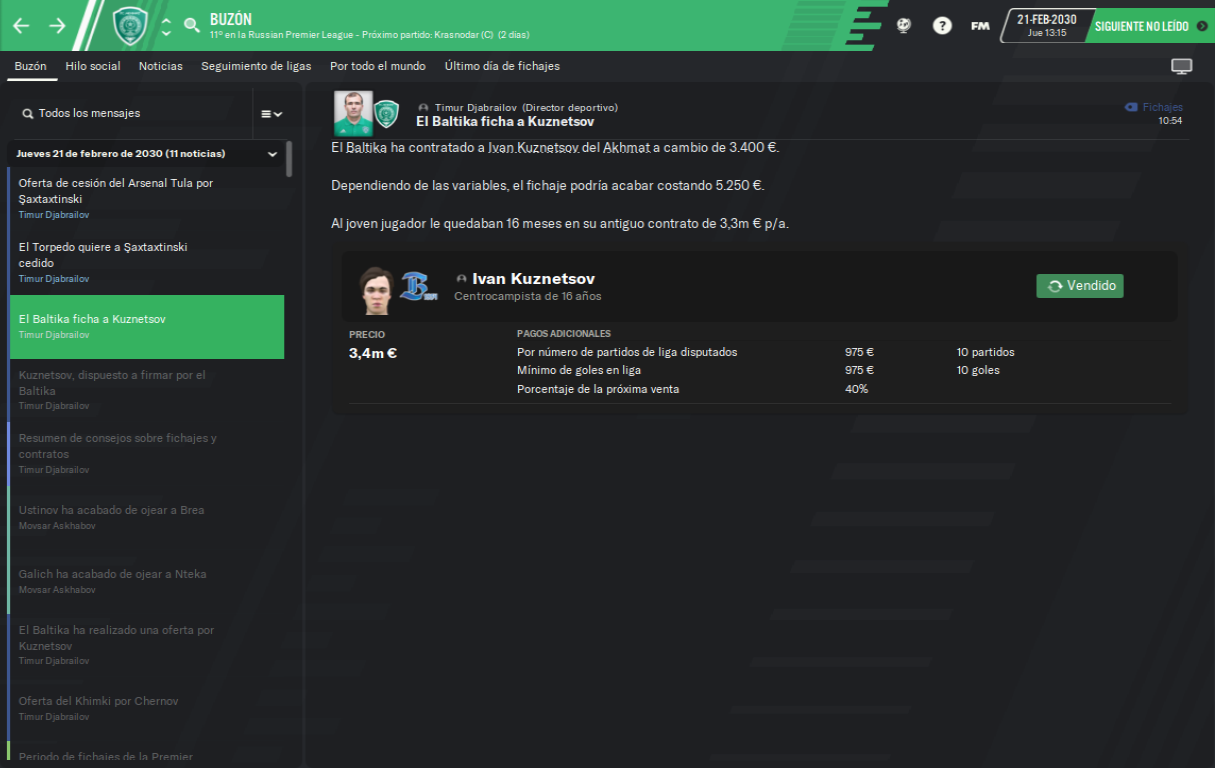 BUZÓN
11º en la Russian Premier League - Próximo partido: Krasnodar (C) (2 días)
FM
21-FEB-2030
Jue 13:15
SIGUIENTE NO LEÍDO
Buzón
Hilo social
Noticias
Seguimiento de ligas
Por todo el mundo
Último día de fichajes
Todos los mensajes
Jueves 21 de febrero de 2030 (11 noticias)
Oferta de cesión del Arsenal Tula por
Şaxtaxtinski
Timur Djabrailov
El Torpedo quiere a Şaxtaxtinski
cedido
Timur Djabrailov
El Baltika ficha a Kuznetsov
Timur Djabrailov
Kuznetsov, dispuesto a firmar por el
Baltika
Timur Djabrailov
Resumen de consejos sobre fichajes y
contratos
Timur Djabrailov
Ustinov ha acabado de ojear a Brea
Movsar Askhabov
Galich ha acabado de ojear a Nteka
Movsar Askhabov
El Baltika ha realizado una oferta por
Kuznetsov
Timur Djabrailov
Oferta del Khimki por Chernov
Timur Djabrailov
Periodo de fichajes de la Premier
Timur Djabrailov (Director deportivo)
El Baltika ficha a Kuznetsov
Fichajes
10:54
El Baltika ha contratado a Ivan Kuznetsov del Akhmat a cambio de 3.400 €.
Dependiendo de las variables, el fichaje podría acabar costando 5.250 €.
Al joven jugador le quedaban 16 meses en su antiguo contrato de 3,3m € p/a.
Ivan Kuznetsov
Centrocampista de 16 años
Vendido
PRECIO
3,4m €
PAGOS ADICIONALES
Por número de partidos de liga disputados 975 € 10 partidos
Mínimo de goles en liga 975 € 10 goles
Porcentaje de la próxima venta 40%